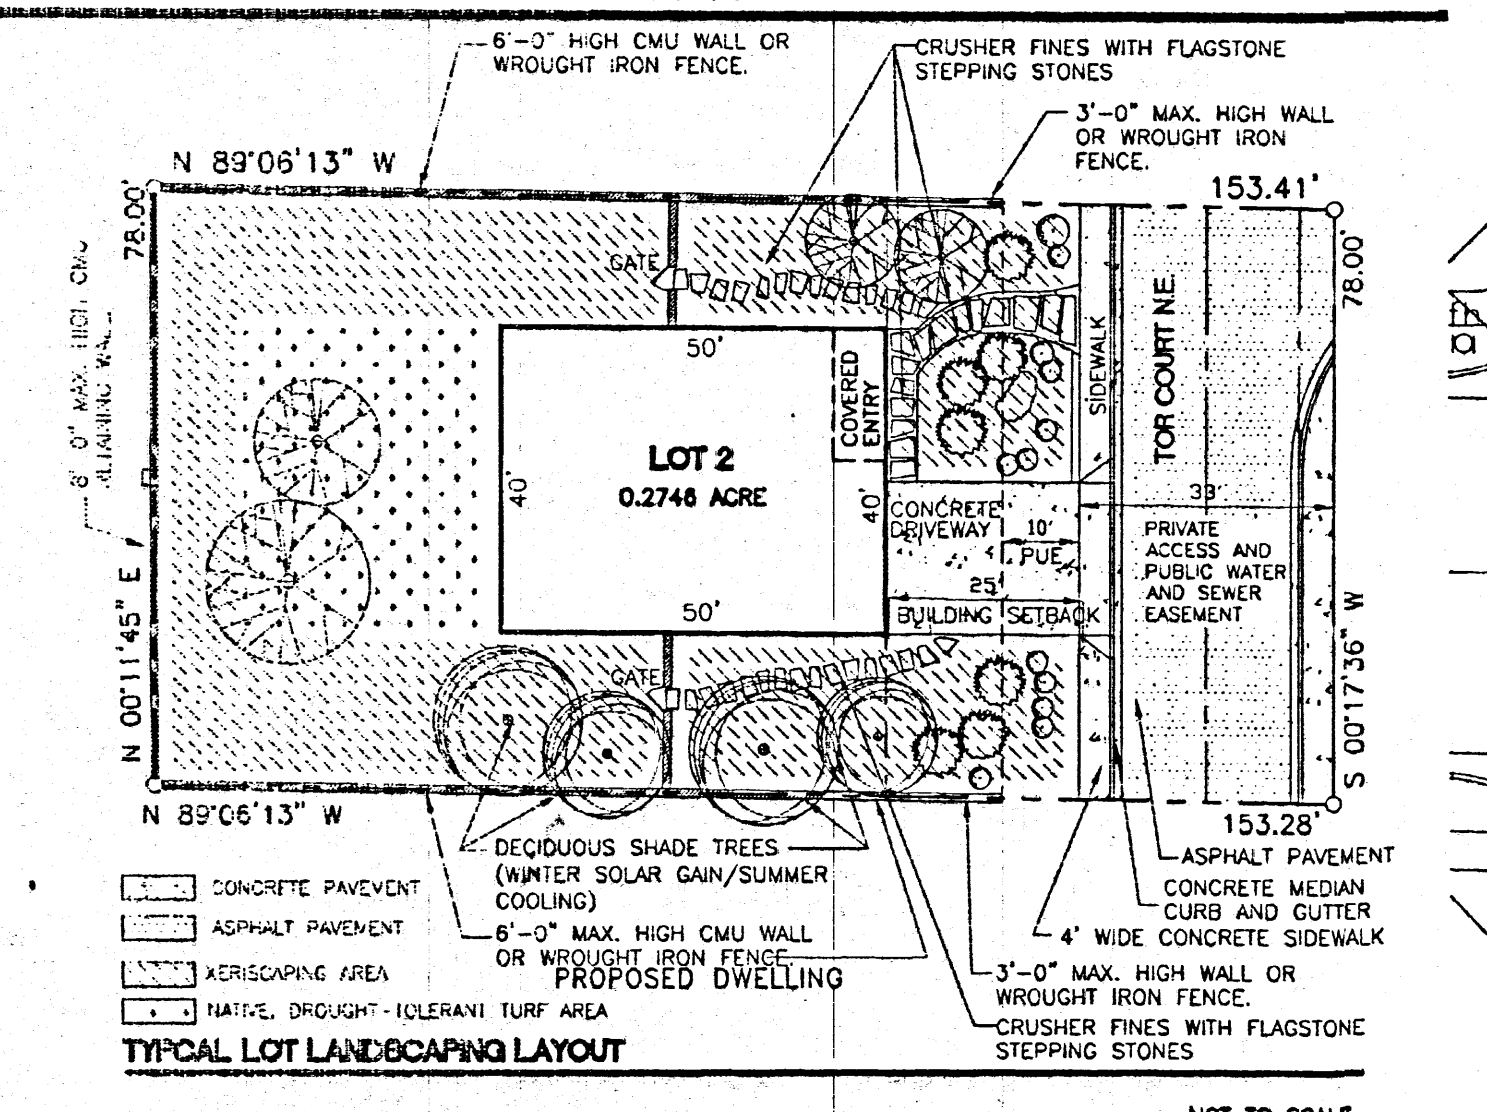 6'-0" HIGH CMU WALL OR
WROUGHT IRON FENCE.
CRUSHER FINES WITH FLAGSTONE
STEPPING STONES
3'-0" MAX. HIGH WALL
OR WROUGHT IRON
FENCE.
N 89°06'13" W
153.41'
78.00'
78.00'
MAX.
GATE
50'
COVERED
ENTRY
SIDEWALK
TOR COURT N.E.
LOT 2
0.2746 ACRE
40'
40'
33'
CONCRETE
DRIVEWAY
10'
PUE
25'
BUILDING SETBACK
PRIVATE
ACCESS AND
PUBLIC WATER
AND SEWER
EASEMENT
50'
GATE
N 00°11'45" E
S 00°17'36" W
N 89°06'13" W
153.28'
DECIDUOUS SHADE TREES
(WINTER SOLAR GAIN/SUMMER
COOLING)
ASPHALT PAVEMENT
CONCRETE MEDIAN
CURB AND GUTTER
4' WIDE CONCRETE SIDEWALK
6'-0" MAX. HIGH CMU WALL
OR WROUGHT IRON FENCE.
PROPOSED DWELLING
3'-0" MAX. HIGH WALL OR
WROUGHT IRON FENCE.
CRUSHER FINES WITH FLAGSTONE
STEPPING STONES
CONCRETE PAVEMENT
ASPHALT PAVEMENT
XERISCAPING AREA
NATIVE, DROUGHT-TOLERANT TURF AREA
TYPICAL LOT LANDSCAPING LAYOUT
NOT TO SCALE